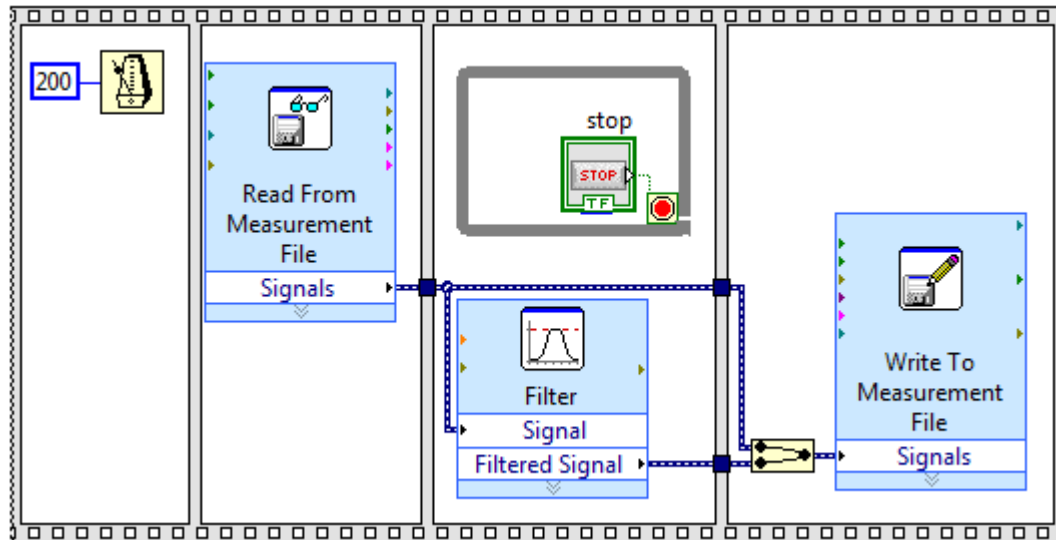 200
Read From
Measurement
File
Signals
stop
STOP
TF
Filter
Signal
Filtered Signal
Write To
Measurement
File
Signals